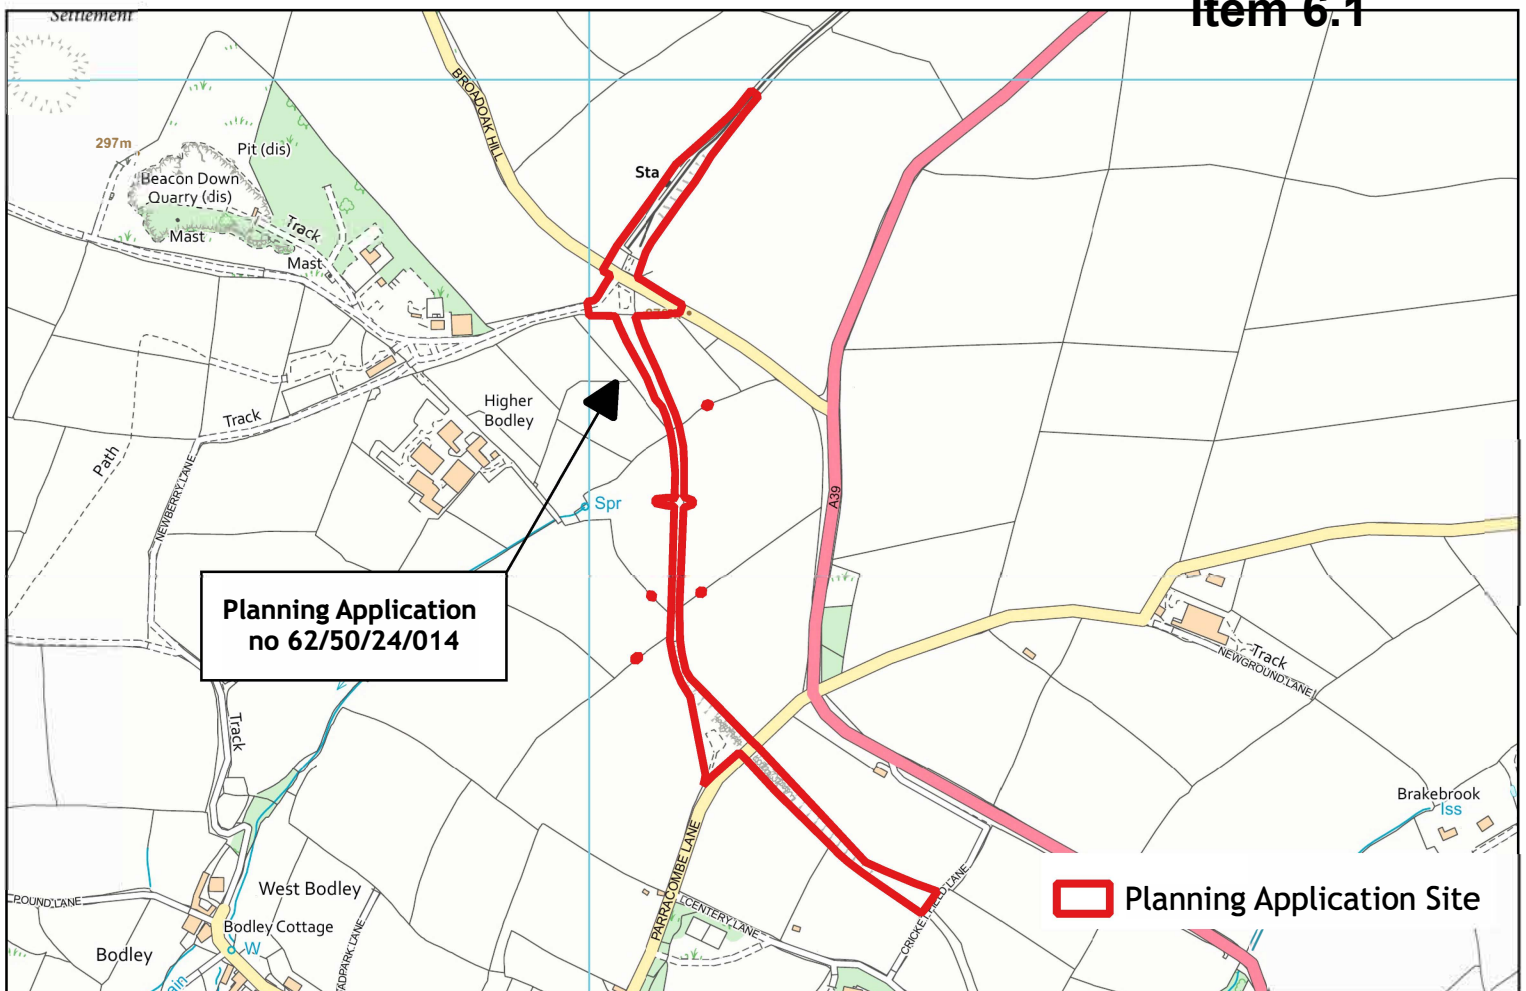 Settlement
Item 6.1
BROADOAK HILL
297m
Pit (dis)
Beacon Down
Quarry (dis)
Mast
Track
Mast
Sta
Higher
Bodley
Track
Path
NEWBERRY LANE
Spr
A39
Planning Application
no 62/50/24/014
Track
NEWGROUND LANE
Track
Brakebrook
Iss
PARRACOMBE LANE
Planning Application Site
POUND LANE
West Bodley
Bodley Cottage
W
Bodley
CENTERY LANE